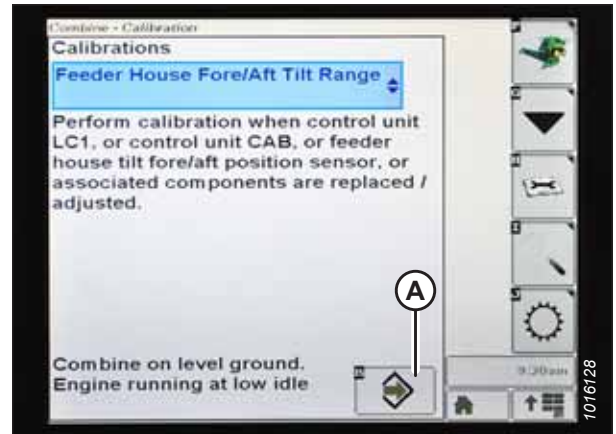 Combine - Calibration
Calibrations
Feeder House Fore/Aft Tilt Range
Perform calibration when control unit
LC1, or control unit CAB, or feeder
house tilt fore/aft position sensor, or
associated components are replaced /
adjusted.
A
Combine on level ground.
Engine running at low idle
9:20am
1016128